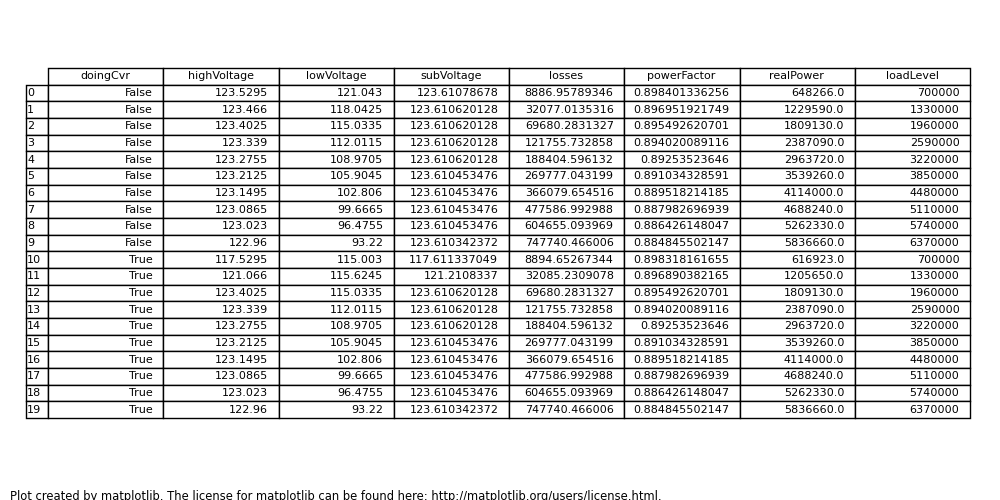 doingCvr highVoltage lowVoltage subVoltage losses powerFactor realPower loadLevel
0 False 123.5295 121.043 123.61078678 8886.95789346 0.898401336256 648266.0 700000
1 False 123.466 118.0425 123.610620128 32077.0135316 0.896951921749 1229590.0 1330000
2 False 123.4025 115.0335 123.610620128 69680.2831327 0.895492620701 1809130.0 1960000
3 False 123.339 112.0115 123.610620128 121755.732858 0.894020089116 2387090.0 2590000
4 False 123.2755 108.9705 123.610620128 188404.596132 0.89253523646 2963720.0 3220000
5 False 123.2125 105.9045 123.610453476 269777.043199 0.891034328591 3539260.0 3850000
6 False 123.1495 102.806 123.610453476 366079.654516 0.889518214185 4114000.0 4480000
7 False 123.0865 99.6665 123.610453476 477586.992988 0.887982696939 4688240.0 5110000
8 False 123.023 96.4755 123.610453476 604655.093969 0.886426148047 5262330.0 5740000
9 False 122.96 93.22 123.610342372 747740.466006 0.884845502147 5836660.0 6370000
10 True 117.5295 115.003 117.611337049 8894.65267344 0.898318161655 616923.0 700000
11 True 121.066 115.6245 121.2108337 32085.2309078 0.896890382165 1205650.0 1330000
12 True 123.4025 115.0335 123.610620128 69680.2831327 0.895492620701 1809130.0 1960000
13 True 123.339 112.0115 123.610620128 121755.732858 0.894020089116 2387090.0 2590000
14 True 123.2755 108.9705 123.610620128 188404.596132 0.89253523646 2963720.0 3220000
15 True 123.2125 105.9045 123.610453476 269777.043199 0.891034328591 3539260.0 3850000
16 True 123.1495 102.806 123.610453476 366079.654516 0.889518214185 4114000.0 4480000
17 True 123.0865 99.6665 123.610453476 477586.992988 0.887982696939 4688240.0 5110000
18 True 123.023 96.4755 123.610453476 604655.093969 0.886426148047 5262330.0 5740000
19 True 122.96 93.22 123.610342372 747740.466006 0.884845502147 5836660.0 6370000
Plot created by matplotlib. The license for matplotlib can be found here: http://matplotlib.org/users/license.html.